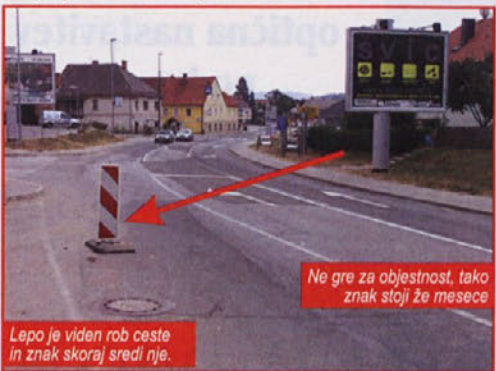 optična nastavitev
svic
Ne gre za objestnost, tako
znak stoji že mesece
Lepo je viden rob ceste
in znak skoraj sredi nje.